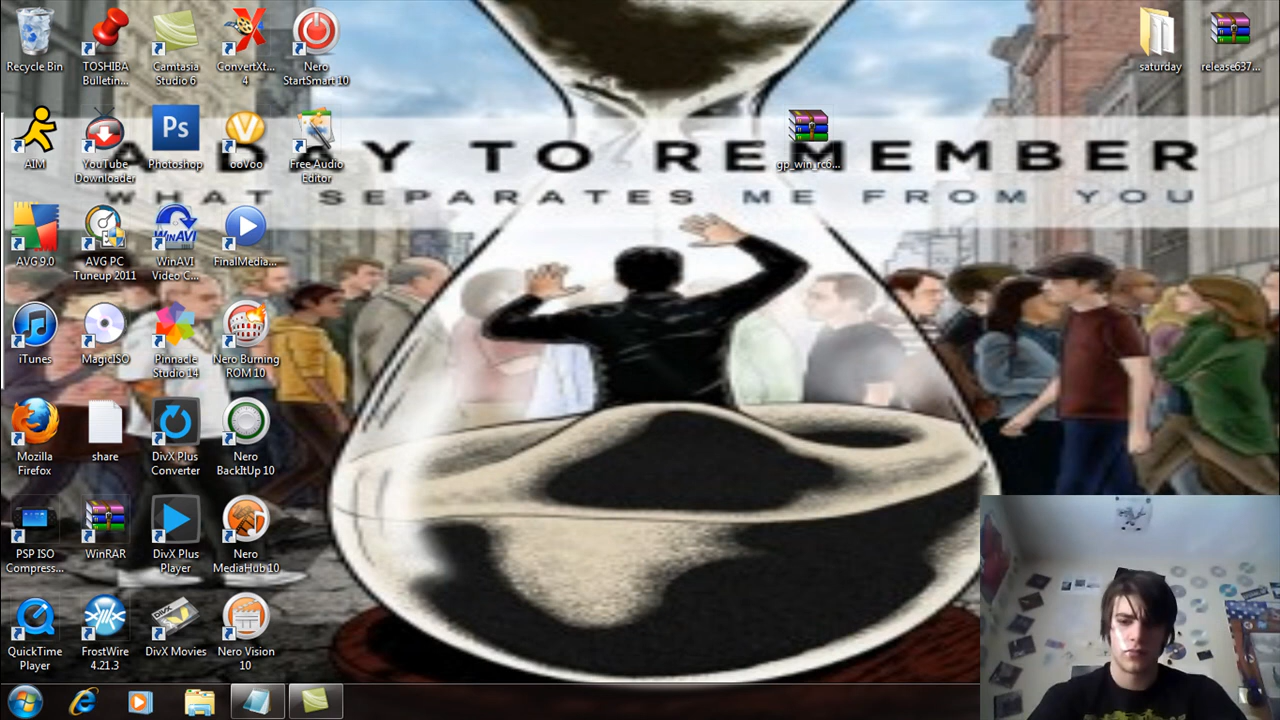 Recycle Bin
TOSHIBA
Bulletin...
Camtasia
Studio 6
ConvertXt...
4
Nero
StartSmart 10
saturday
release637...
AIM
YouTube
Downloader
Ps
Photoshop
ooVoo
Free Audio
Editor
gp_win_rc6...
DAY TO REMEMBER
WHAT SEPARATES ME FROM YOU
AVG 9.0
AVG PC
Tuneup 2011
WinAVI
WinAVI
Video C...
FinalMedia...
iTunes
MagicISO
Pinnacle
Studio 14
Nero Burning
ROM 10
Mozilla
Firefox
share
DivX Plus
Converter
Nero
BackItUp 10
PSP ISO
Compress...
WinRAR
DivX Plus
Player
Nero
MediaHub 10
QuickTime
Player
FrostWire
4.21.3
DivX
DivX Movies
Nero Vision
10